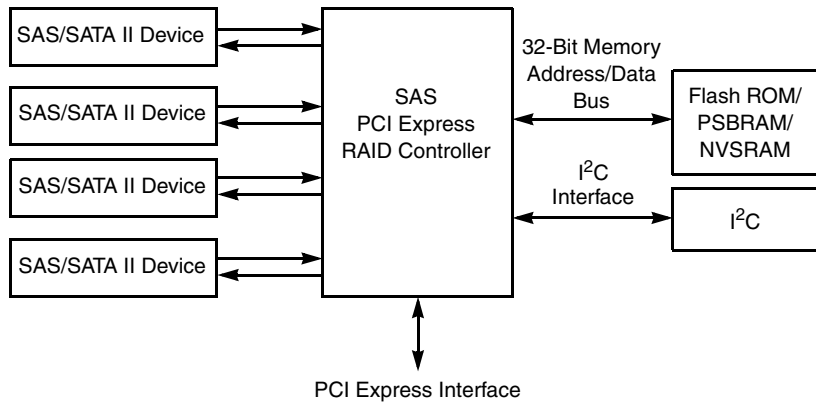 SAS/SATA II Device
SAS/SATA II Device
SAS/SATA II Device
SAS/SATA II Device
SAS
PCI Express
RAID Controller
32-Bit Memory
Address/Data
Bus
I²C
Interface
Flash ROM/
PSBRAM/
NVSRAM
I²C
PCI Express Interface